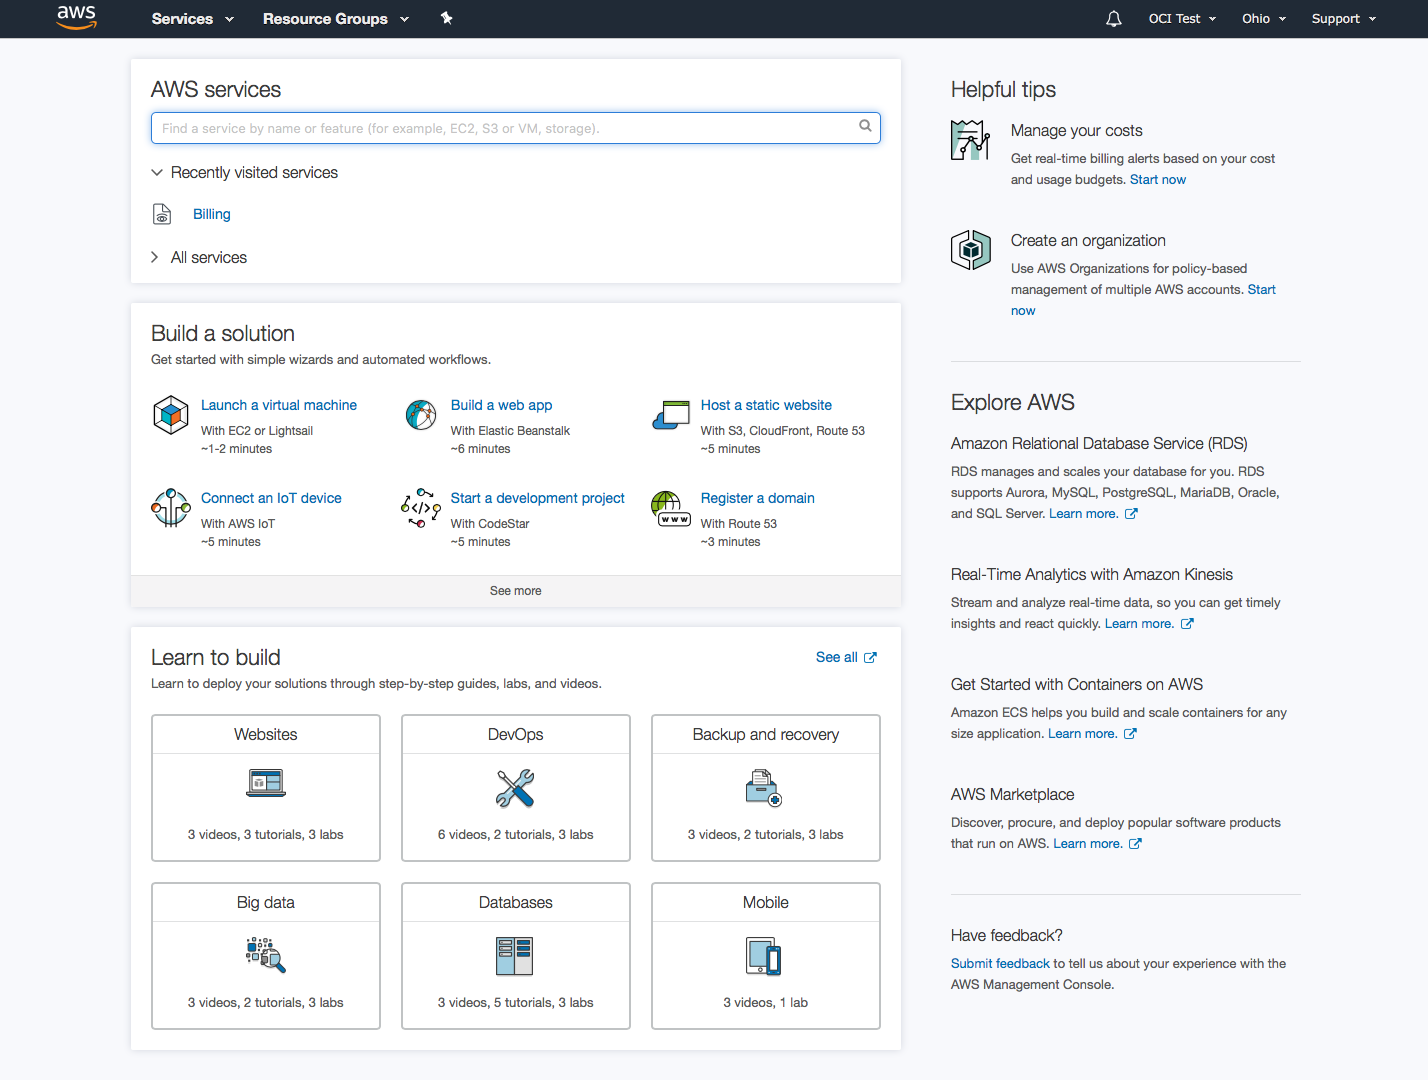 aws Services Resource Groups OCI Test Ohio Support
AWS services
Find a service by name or feature (for example, EC2, S3 or VM, storage).
Recently visited services
Billing
All services
Build a solution
Get started with simple wizards and automated workflows.
Launch a virtual machine
With EC2 or Lightsail
~1-2 minutes
Build a web app
With Elastic Beanstalk
~6 minutes
Host a static website
With S3, CloudFront, Route 53
~5 minutes
Connect an IoT device
With AWS IoT
~5 minutes
Start a development project
With CodeStar
~5 minutes
www
Register a domain
With Route 53
~3 minutes
See more
Learn to build
See all
Learn to deploy your solutions through step-by-step guides, labs, and videos.
Websites
3 videos, 3 tutorials, 3 labs
DevOps
6 videos, 2 tutorials, 3 labs
Backup and recovery
3 videos, 2 tutorials, 3 labs
Big data
3 videos, 2 tutorials, 3 labs
Databases
3 videos, 5 tutorials, 3 labs
Mobile
3 videos, 1 lab
Helpful tips
Manage your costs
Get real-time billing alerts based on your cost
and usage budgets. Start now
Create an organization
Use AWS Organizations for policy-based
management of multiple AWS accounts. Start
now
Explore AWS
Amazon Relational Database Service (RDS)
RDS manages and scales your database for you. RDS
supports Aurora, MySQL, PostgreSQL, MariaDB, Oracle,
and SQL Server. Learn more.
Real-Time Analytics with Amazon Kinesis
Stream and analyze real-time data, so you can get timely
insights and react quickly. Learn more.
Get Started with Containers on AWS
Amazon ECS helps you build and scale containers for any
size application. Learn more.
AWS Marketplace
Discover, procure, and deploy popular software products
that run on AWS. Learn more.
Have feedback?
Submit feedback to tell us about your experience with the
AWS Management Console.